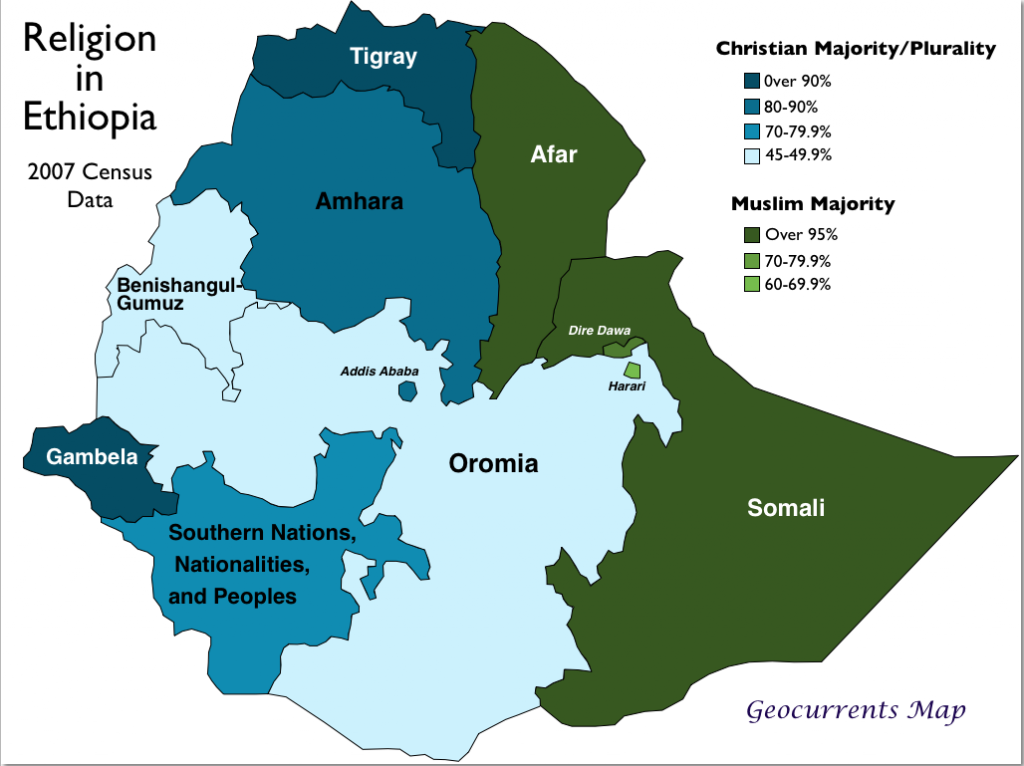 Religion
in
Ethiopia
2007 Census
Data
Christian Majority/Plurality
Over 90%
80-90%
70-79.9%
45-49.9%
Muslim Majority
Over 95%
70-79.9%
60-69.9%
Tigray
Afar
Amhara
Benishangul-
Gumuz
Dire Dawa
Addis Ababa
Harari
Gambela
Oromia
Somali
Southern Nations,
Nationalities,
and Peoples
Geocurrents Map